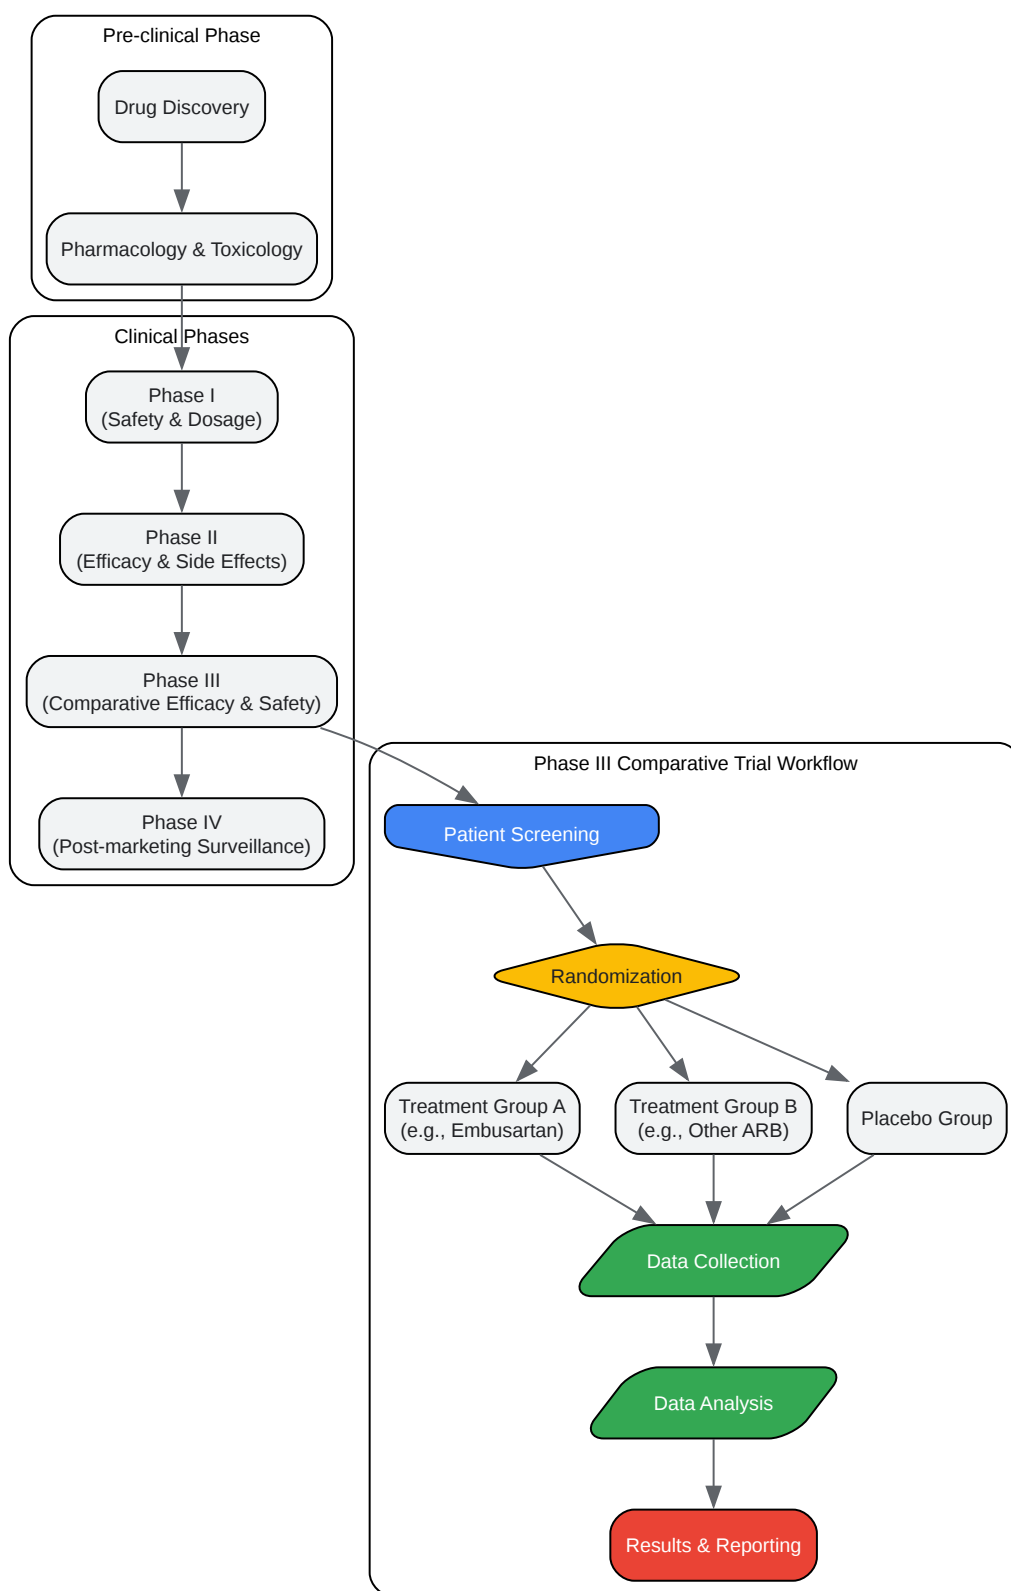 Pre-clinical Phase
Drug Discovery
Pharmacology & Toxicology
Clinical Phases
Phase I
(Safety & Dosage)
Phase II
(Efficacy & Side Effects)
Phase III
(Comparative Efficacy & Safety)
Phase IV
(Post-marketing Surveillance)
Phase III Comparative Trial Workflow
Patient Screening
Randomization
Treatment Group A
(e.g., Embusartan)
Treatment Group B
(e.g., Other ARB)
Placebo Group
Data Collection
Data Analysis
Results & Reporting